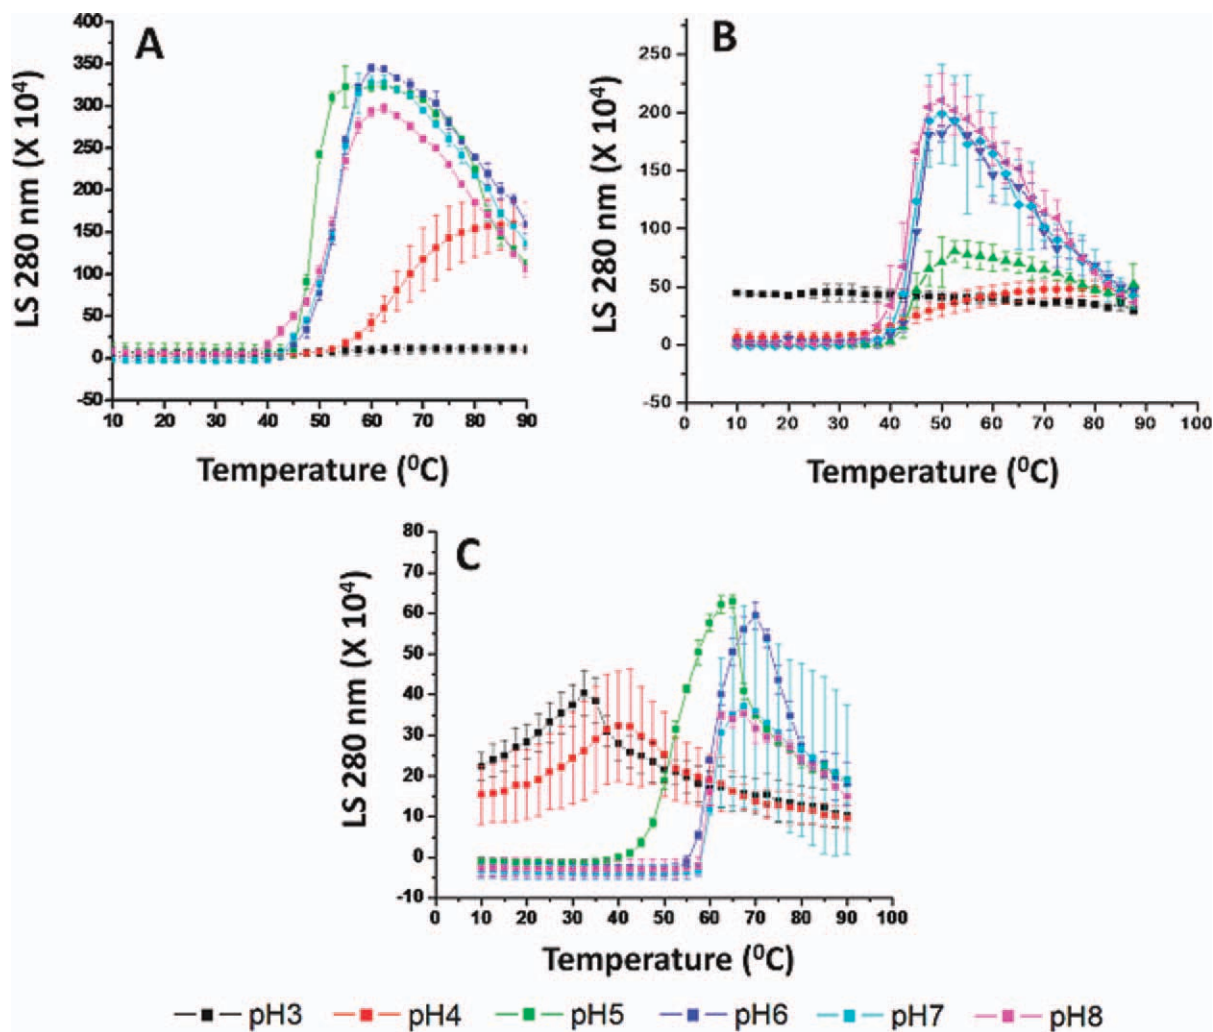 A
LS 280 nm (X 10⁴)
400
350
300
250
200
150
100
50
0
-50
10 20 30 40 50 60 70 80 90
Temperature (⁰C)
B
LS 280 nm (X 10⁴)
250
200
150
100
50
0
-50
0 10 20 30 40 50 60 70 80 90 100
Temperature (⁰C)
C
LS 280 nm (X 10⁴)
80
70
60
50
40
30
20
10
0
-10
0 10 20 30 40 50 60 70 80 90 100
Temperature (⁰C)
pH3 pH4 pH5 pH6 pH7 pH8